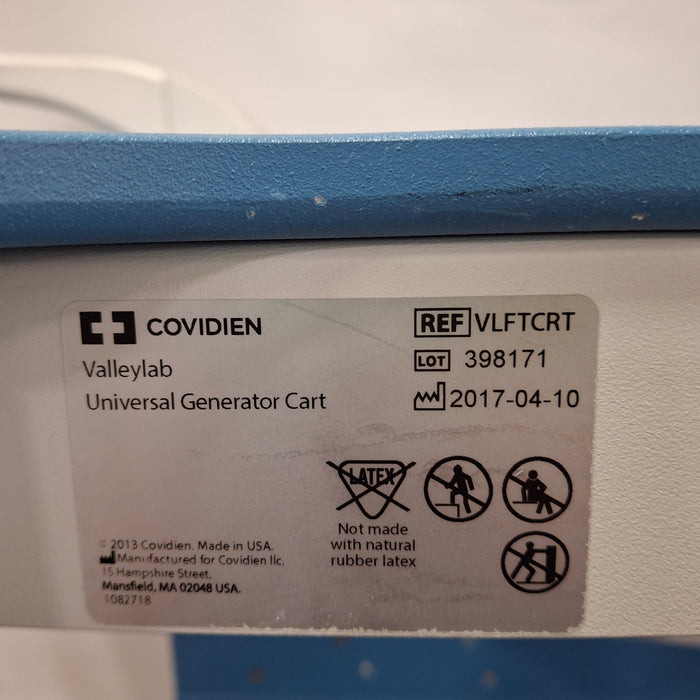 COVIDIEN
Valleylab
Universal Generator Cart
REF VLFTCRT
LOT 398171
2017-04-10
LATEX
Not made
with natural
rubber latex
© 2013 Covidien. Made in USA.
Manufactured for Covidien llc,
15 Hampshire Street,
Mansfield, MA 02048 USA.
1082718